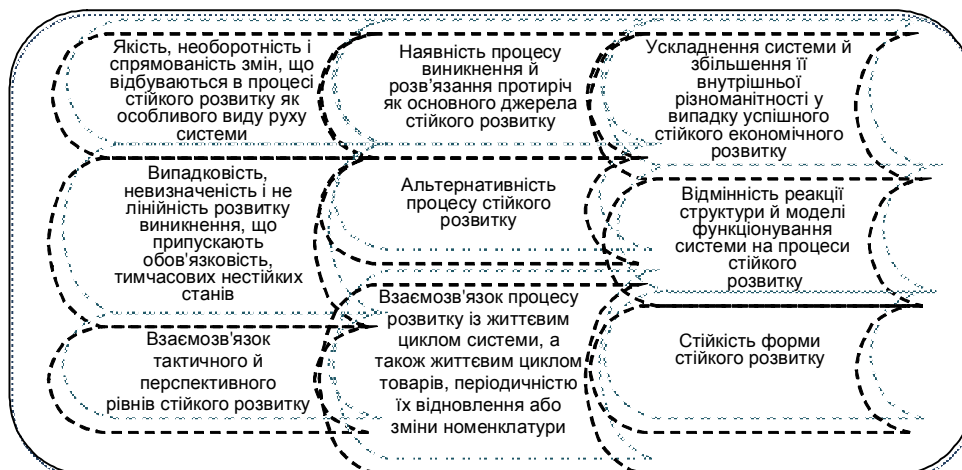 Якість, необоротність і
спрямованість змін, що
відбуваються в процесі
стійкого розвитку як
особливого виду руху
системи
Наявність процесу
виникнення й
розв'язання протиріч
як основного джерела
стійкого розвитку
Ускладнення системи й
збільшення її
внутрішньої
різноманітності у
випадку успішного
стійкого економічного
розвитку
Випадковість,
невизначеність і не
лінійність розвитку
виникнення, що
припускають
обов'язковість,
тимчасових нестійких
станів
Альтернативність
процесу стійкого
розвитку
Відмінність реакції
структури й моделі
функціонування
системи на процеси
стійкого
розвитку
Взаємозв'язок
тактичного й
перспективного
рівнів стійкого розвитку
Взаємозв'язок процесу
розвитку із життєвим
циклом системи, а
також життєвим циклом
товарів, періодичністю
їх відновлення або
зміни номенклатури
Стійкість форми
стійкого розвитку